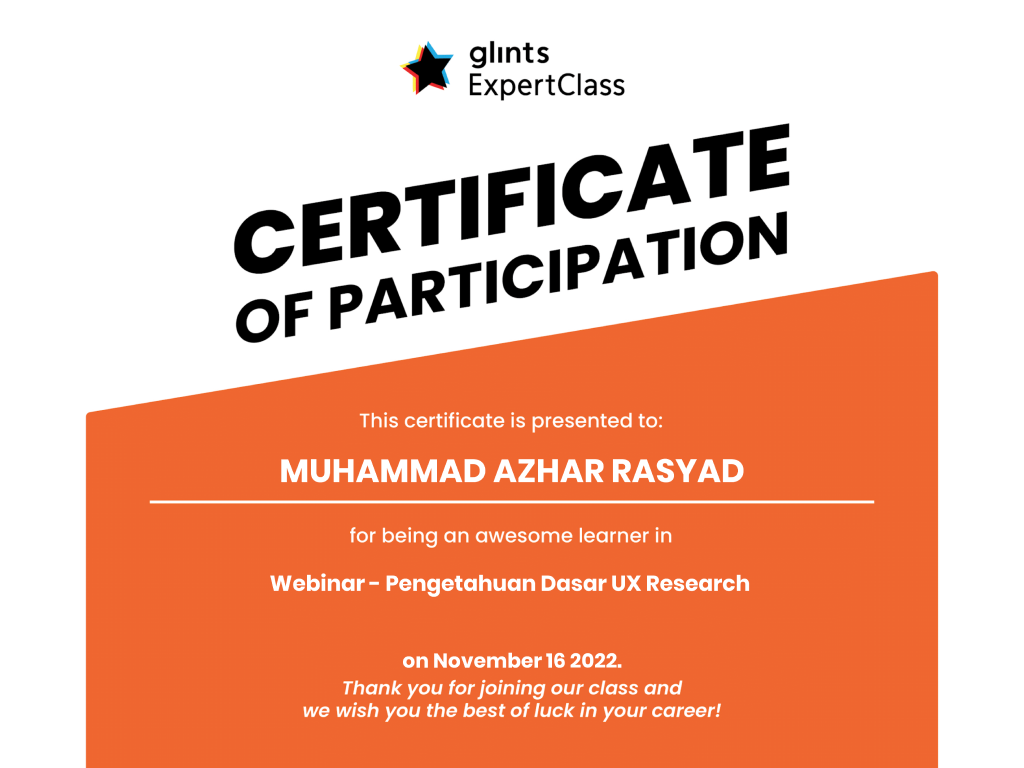 glints
ExpertClass
CERTIFICATE
OF PARTICIPATION
This certificate is presented to:
MUHAMMAD AZHAR RASYAD
for being an awesome learner in
Webinar - Pengetahuan Dasar UX Research
on November 16 2022.
Thank you for joining our class and
we wish you the best of luck in your career!